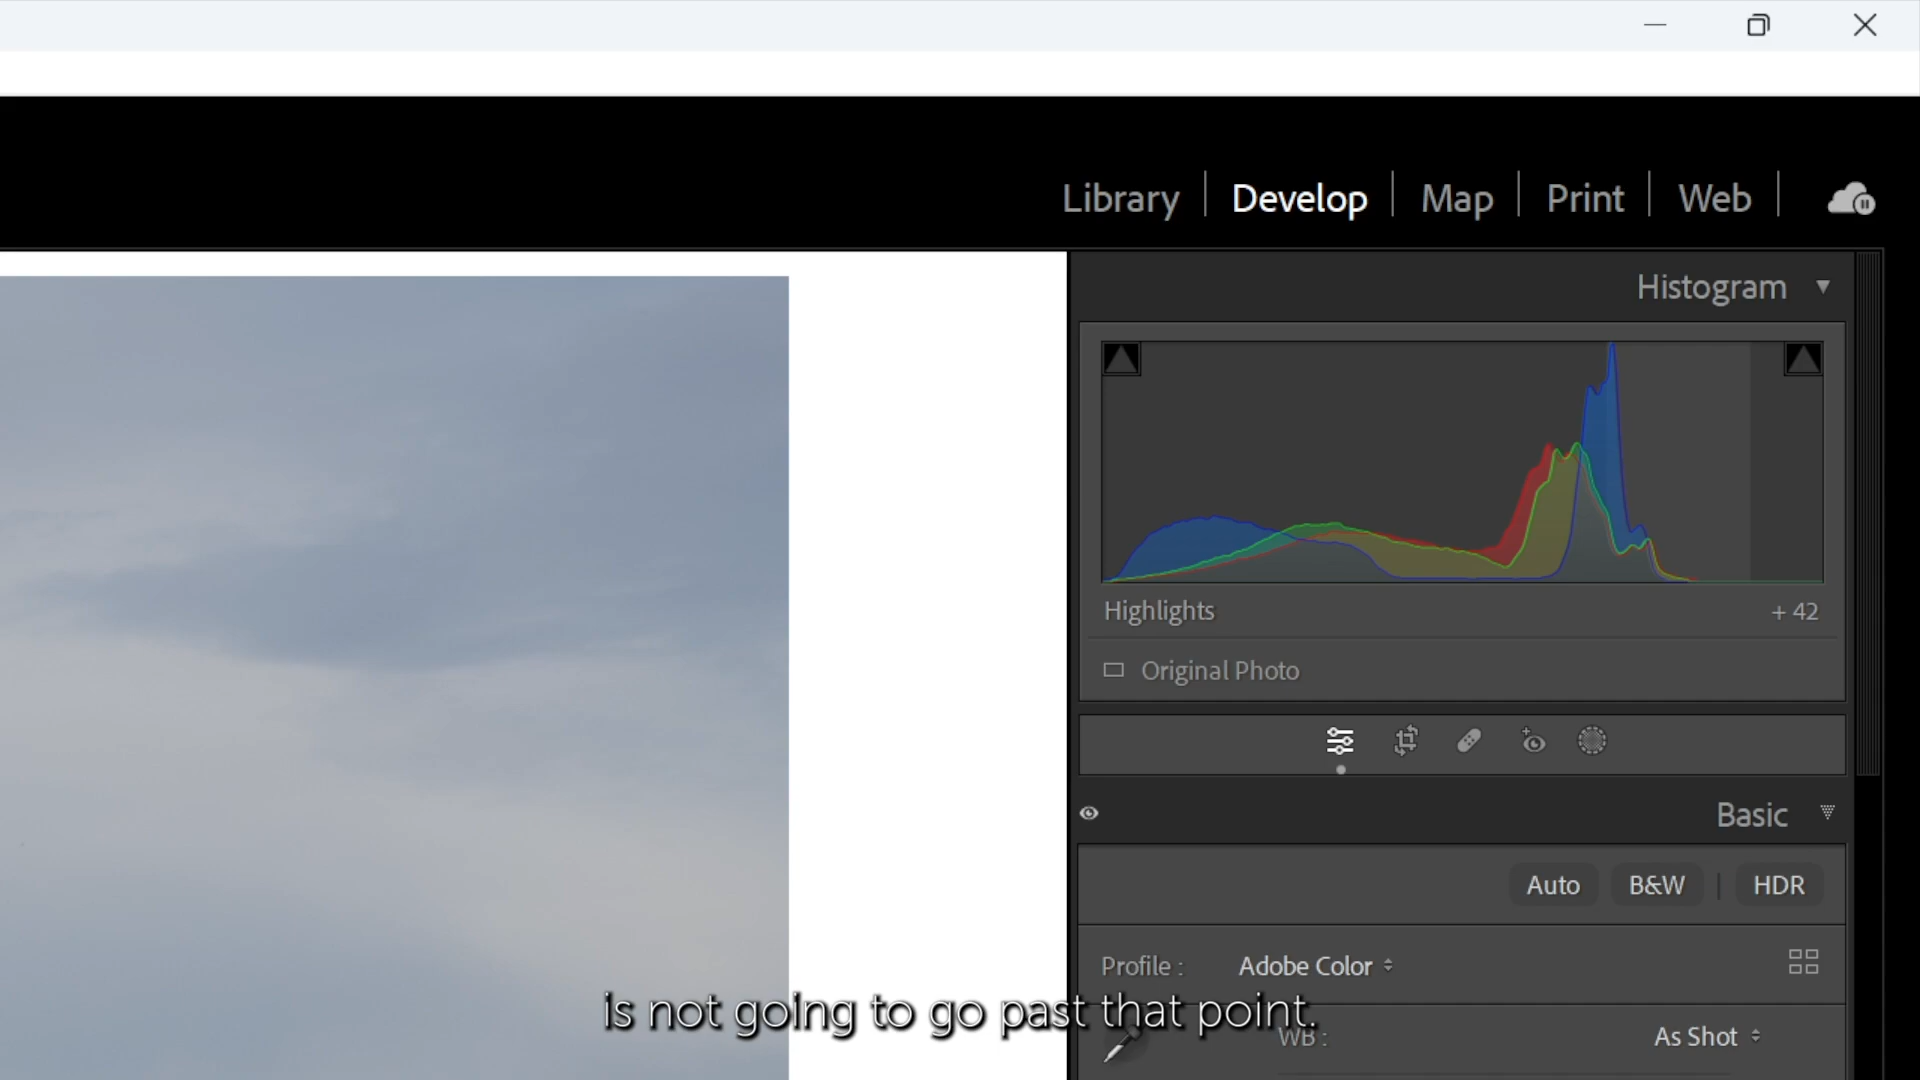 Library | Develop | Map | Print | Web |
Histogram
Highlights + 42
Original Photo
Basic
Auto B&W | HDR
Profile : Adobe Color
is not going to go past that point.
WB : As Shot